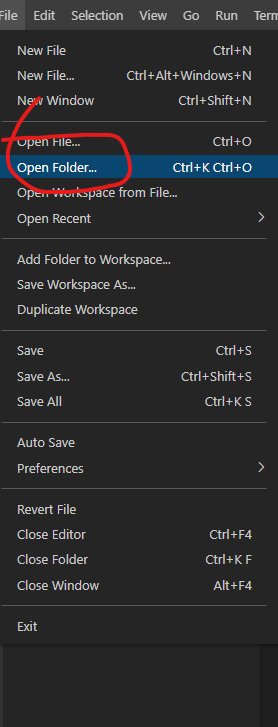 File Edit Selection View Go Run Term
New File Ctrl+N
New File... Ctrl+Alt+Windows+N
New Window Ctrl+Shift+N
Open File... Ctrl+O
Open Folder... Ctrl+K Ctrl+O
Open Workspace from File...
Open Recent
Add Folder to Workspace...
Save Workspace As...
Duplicate Workspace
Save Ctrl+S
Save As... Ctrl+Shift+S
Save All Ctrl+K S
Auto Save
Preferences
Revert File
Close Editor Ctrl+F4
Close Folder Ctrl+K F
Close Window Alt+F4
Exit